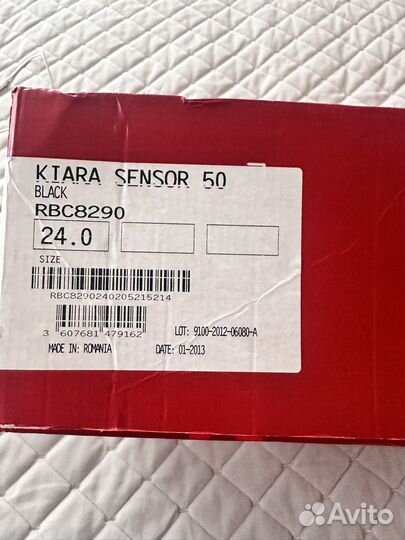 KIARA SENSOR 50
BLACK
RBC8290
24.0
SIZE
RBC8290240205215214
3 607681 479162
LOT: 9100-2012-06080-A
MADE IN: ROMANIA DATE: 01-2013
Avito